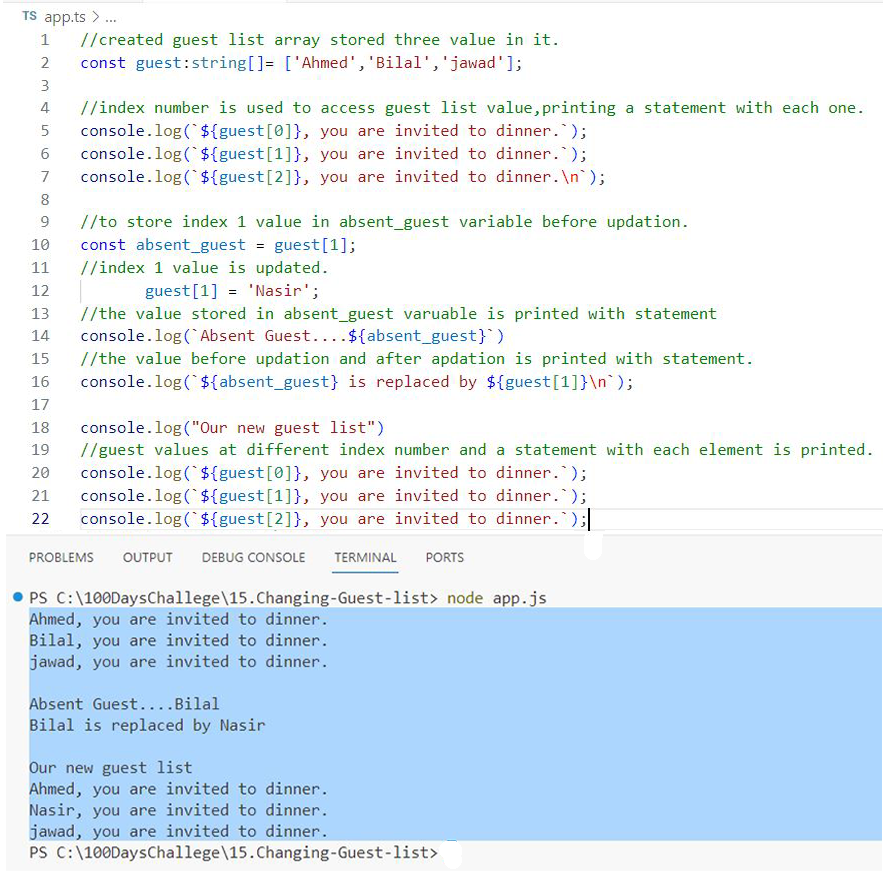 TS app.ts > ...
1 //created guest list array stored three value in it.
2 const guest:string[]= ['Ahmed','Bilal','jawad'];
3
4 //index number is used to access guest list value,printing a statement with each one.
5 console.log(`${guest[0]}, you are invited to dinner.`);
6 console.log(`${guest[1]}, you are invited to dinner.`);
7 console.log(`${guest[2]}, you are invited to dinner.\n`);
8
9 //to store index 1 value in absent_guest variable before updation.
10 const absent_guest = guest[1];
11 //index 1 value is updated.
12 guest[1] = 'Nasir';
13 //the value stored in absent_guest varuable is printed with statement
14 console.log(`Absent Guest....${absent_guest}`)
15 //the value before updation and after apdation is printed with statement.
16 console.log(`${absent_guest} is replaced by ${guest[1]}\n`);
17
18 console.log("Our new guest list")
19 //guest values at different index number and a statement with each element is printed.
20 console.log(`${guest[0]}, you are invited to dinner.`);
21 console.log(`${guest[1]}, you are invited to dinner.`);
22 console.log(`${guest[2]}, you are invited to dinner.`);
PROBLEMS OUTPUT DEBUG CONSOLE TERMINAL PORTS
PS C:\100DaysChallege\15.Changing-Guest-list> node app.js
Ahmed, you are invited to dinner.
Bilal, you are invited to dinner.
jawad, you are invited to dinner.
Absent Guest....Bilal
Bilal is replaced by Nasir
Our new guest list
Ahmed, you are invited to dinner.
Nasir, you are invited to dinner.
jawad, you are invited to dinner.
PS C:\100DaysChallege\15.Changing-Guest-list>